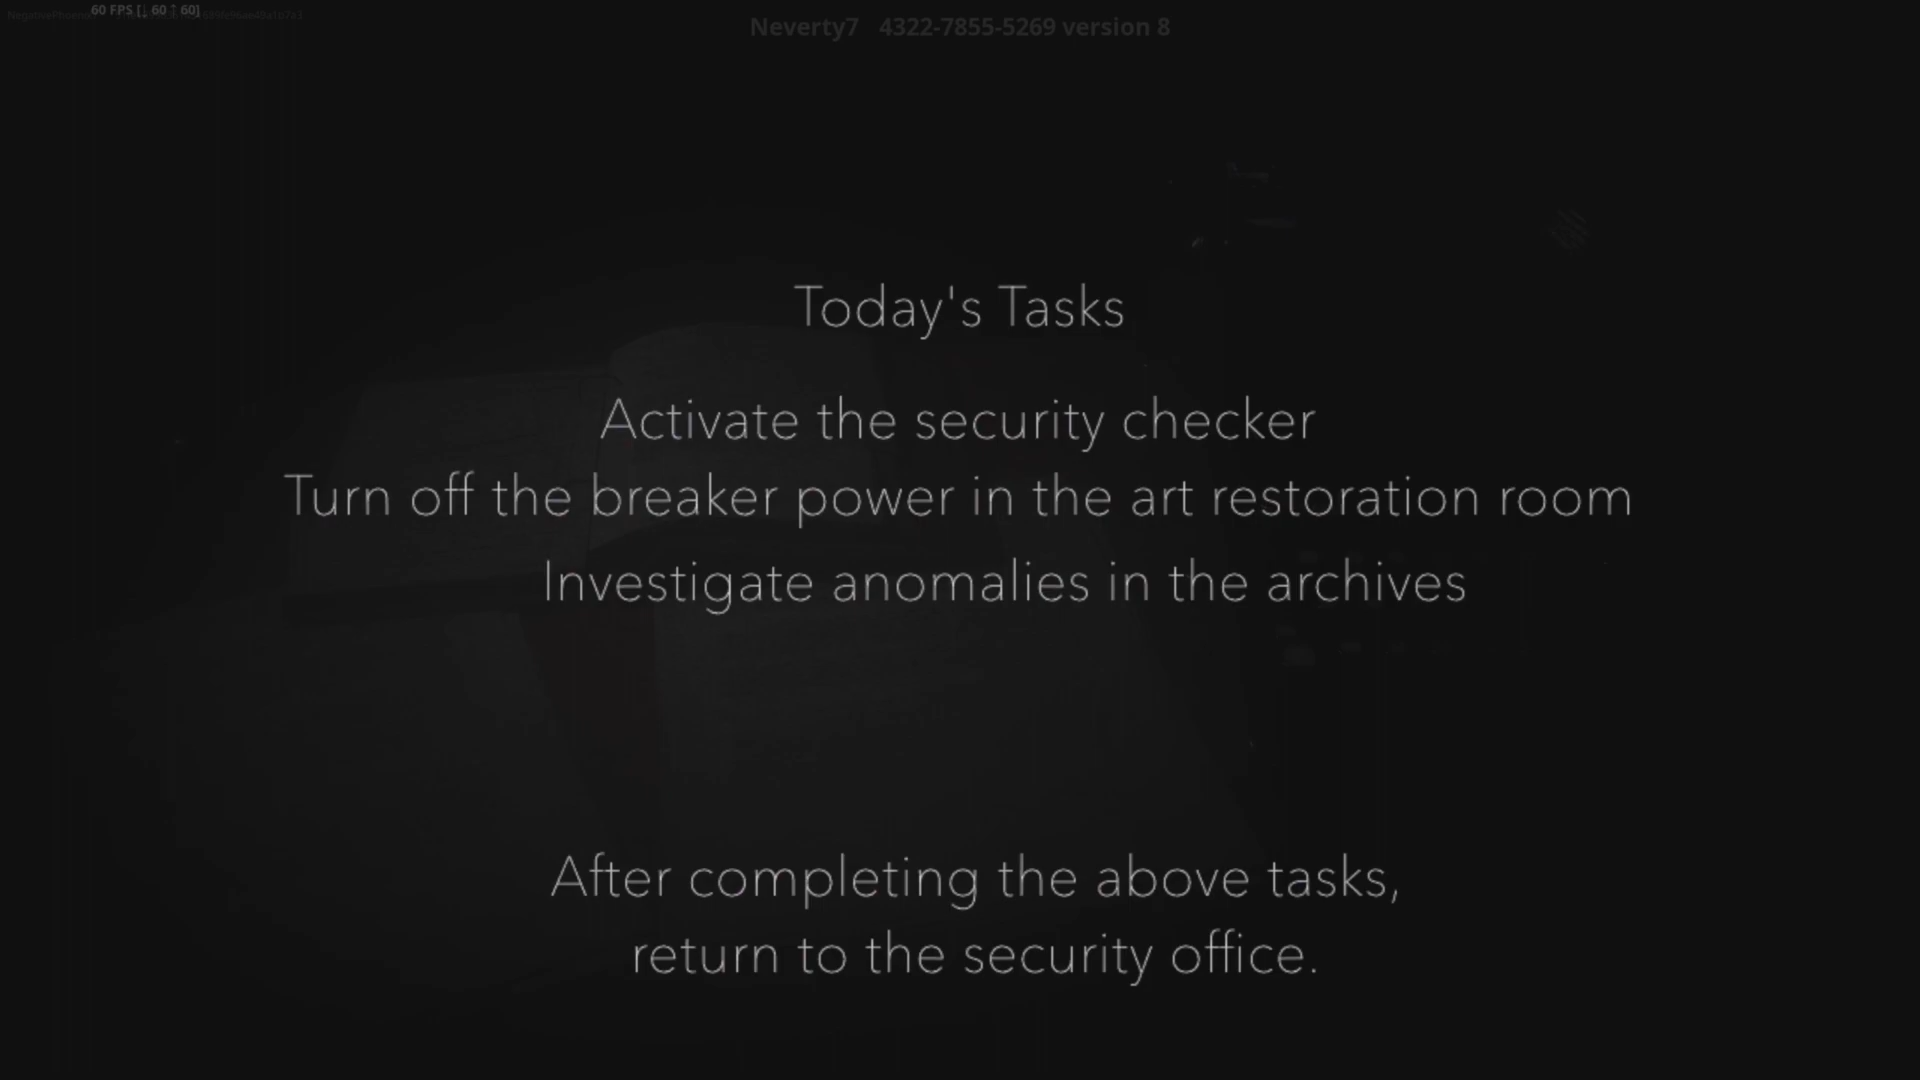 60 FPS [↓ 60 ↑ 60]
Neverty7 4322-7855-5269 version 8
Today's Tasks
Activate the security checker
Turn off the breaker power in the art restoration room
Investigate anomalies in the archives
After completing the above tasks,
return to the security office.